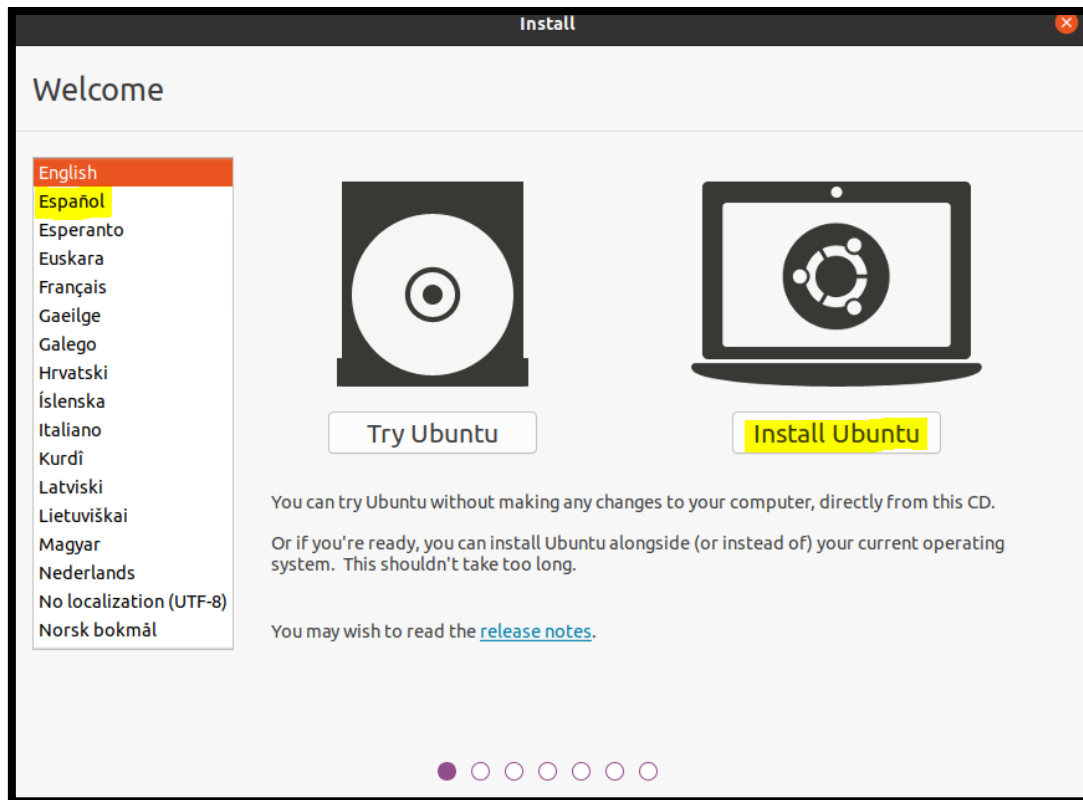 Install
Welcome
English
Español
Esperanto
Euskara
Français
Gaeilge
Galego
Hrvatski
Íslenska
Italiano
Kurdî
Latviski
Lietuviškai
Magyar
Nederlands
No localization (UTF-8)
Norsk bokmål
Try Ubuntu
Install Ubuntu
You can try Ubuntu without making any changes to your computer, directly from this CD.
Or if you're ready, you can install Ubuntu alongside (or instead of) your current operating
system. This shouldn't take too long.
You may wish to read the release notes.